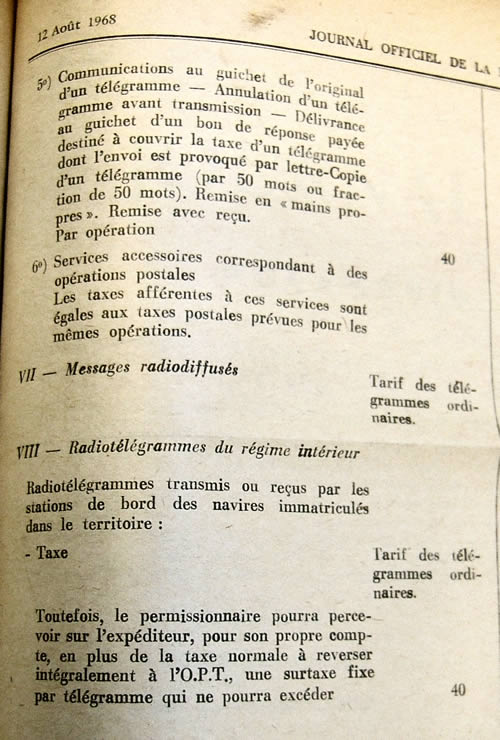 12 Août 1968
JOURNAL OFFICIEL DE LA
5o) Communications au guichet de l'original
d'un télégramme — Annulation d'un télé-
gramme avant transmission — Délivrance
au guichet d'un bon de réponse payée
destiné à couvrir la taxe d'un télégramme
dont l'envoi est provoqué par lettre-Copie
d'un télégramme (par 50 mots ou frac-
tion de 50 mots). Remise en « mains pro-
pres ». Remise avec reçu.
Par opération
40
6o) Services accessoires correspondant à des
opérations postales
Les taxes afférentes à ces services sont
égales aux taxes postales prévues pour les
mêmes opérations.
VII — Messages radiodiffusés
Tarif des télé-
grammes ordi-
naires.
VIII — Radiotélégrammes du régime intérieur
Radiotélégrammes transmis ou reçus par les
stations de bord des navires immatriculés
dans le territoire :
- Taxe
Tarif des télé-
grammes ordi-
naires.
Toutefois, le permissionnaire pourra perce-
voir sur l'expéditeur, pour son propre comp-
te, en plus de la taxe normale à reverser
intégralement à l'O.P.T., une surtaxe fixe
par télégramme qui ne pourra excéder
40